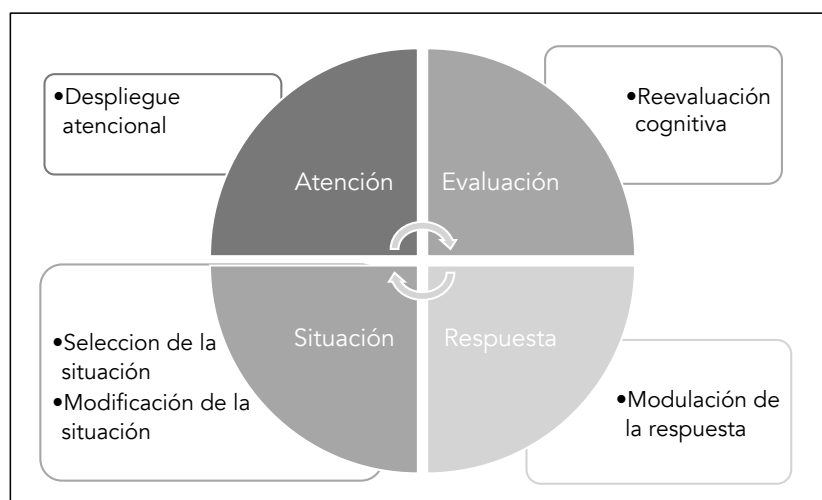 •Despliegue
atencional
•Reevaluación
cognitiva
Atención
Evaluación
Situación
Respuesta
•Seleccion de la
situación
•Modificación de la
situación
•Modulación de
la respuesta